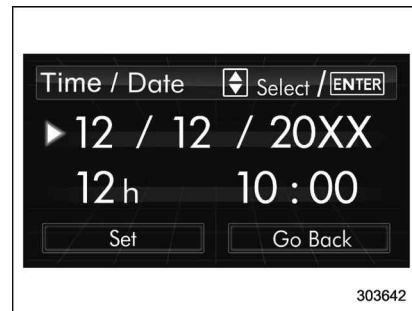 Time / Date Select / ENTER
12 / 12 / 20XX
12h 10 : 00
Set Go Back
303642